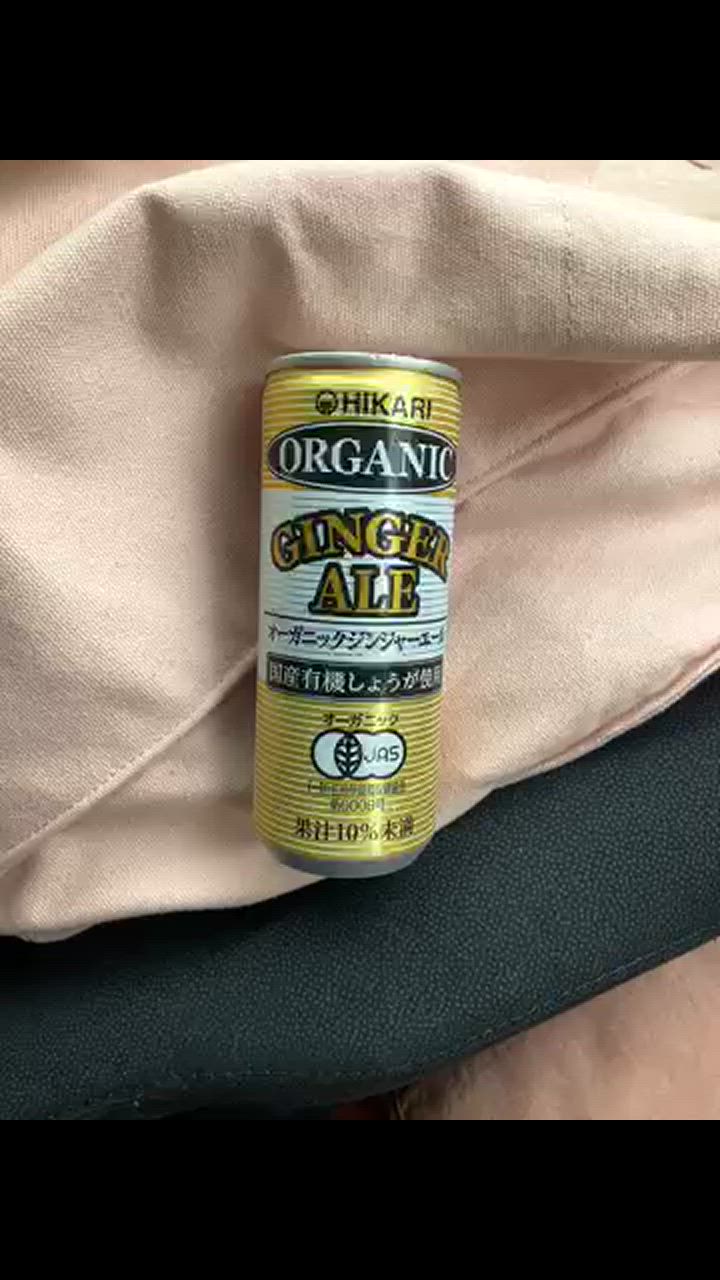 HIKARI
ORGANIC
GINGER
ALE
オーガニックジンジャーエール
国産有機しょうが使用
オーガニック
JAS
果汁10%未満